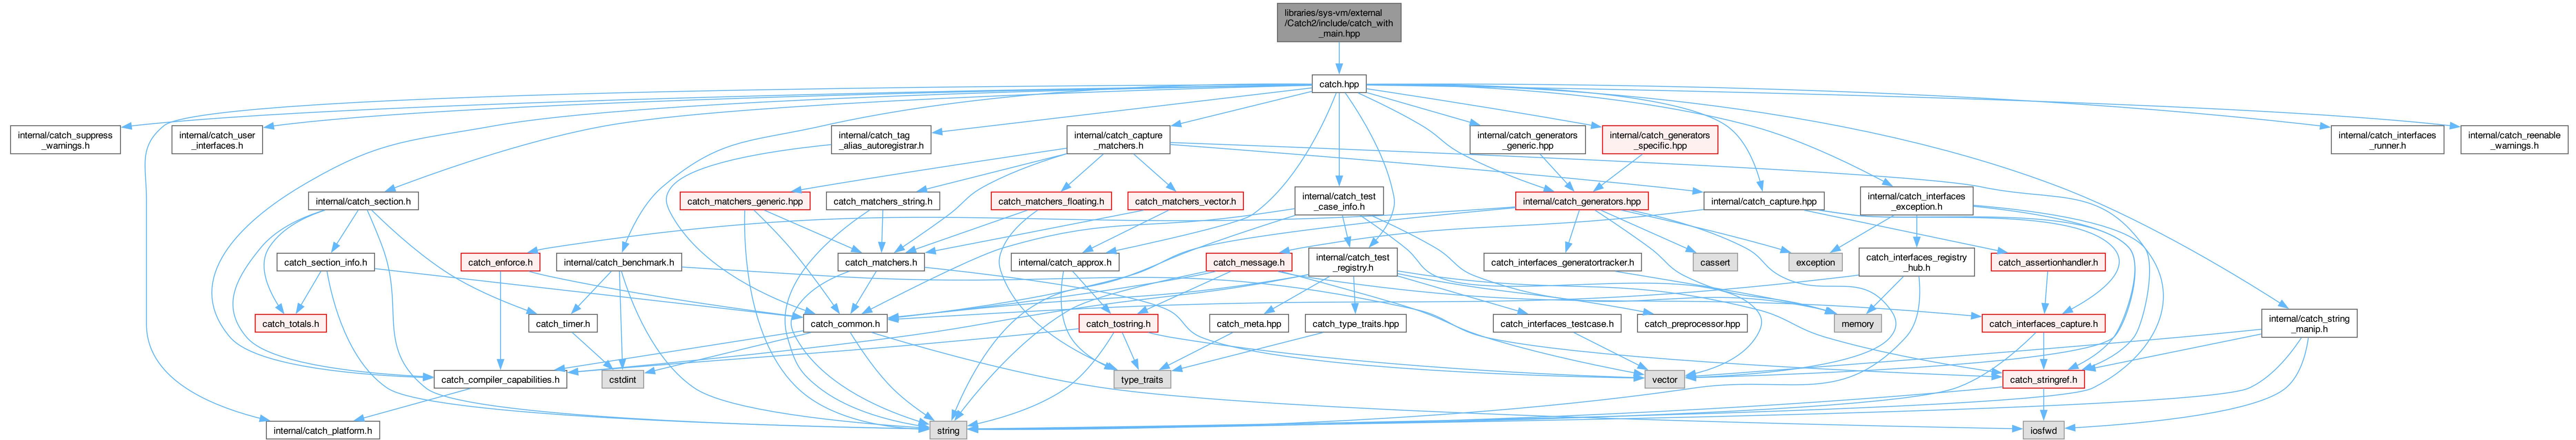 libraries/sys-vm/external
/Catch2/include/catch_with
_main.hpp
catch.hpp
internal/catch_suppress
_warnings.h
internal/catch_user
_interfaces.h
internal/catch_tag
_alias_autoregistrar.h
internal/catch_capture
_matchers.h
internal/catch_generators
_generic.hpp
internal/catch_generators
_specific.hpp
internal/catch_interfaces
_runner.h
internal/catch_reenable
_warnings.h
internal/catch_section.h
catch_matchers_generic.hpp
catch_matchers_string.h
catch_matchers_floating.h
catch_matchers_vector.h
internal/catch_test
_case_info.h
internal/catch_generators.hpp
internal/catch_capture.hpp
internal/catch_interfaces
_exception.h
catch_section_info.h
catch_enforce.h
internal/catch_benchmark.h
catch_matchers.h
internal/catch_approx.h
catch_message.h
internal/catch_test
_registry.h
catch_interfaces_generatortracker.h
cassert
exception
catch_interfaces_registry
_hub.h
catch_assertionhandler.h
catch_totals.h
catch_timer.h
catch_common.h
catch_tostring.h
catch_meta.hpp
catch_type_traits.hpp
catch_interfaces_testcase.h
catch_preprocessor.hpp
memory
catch_interfaces_capture.h
internal/catch_string
_manip.h
catch_compiler_capabilities.h
cstdint
type_traits
vector
catch_stringref.h
internal/catch_platform.h
string
iosfwd